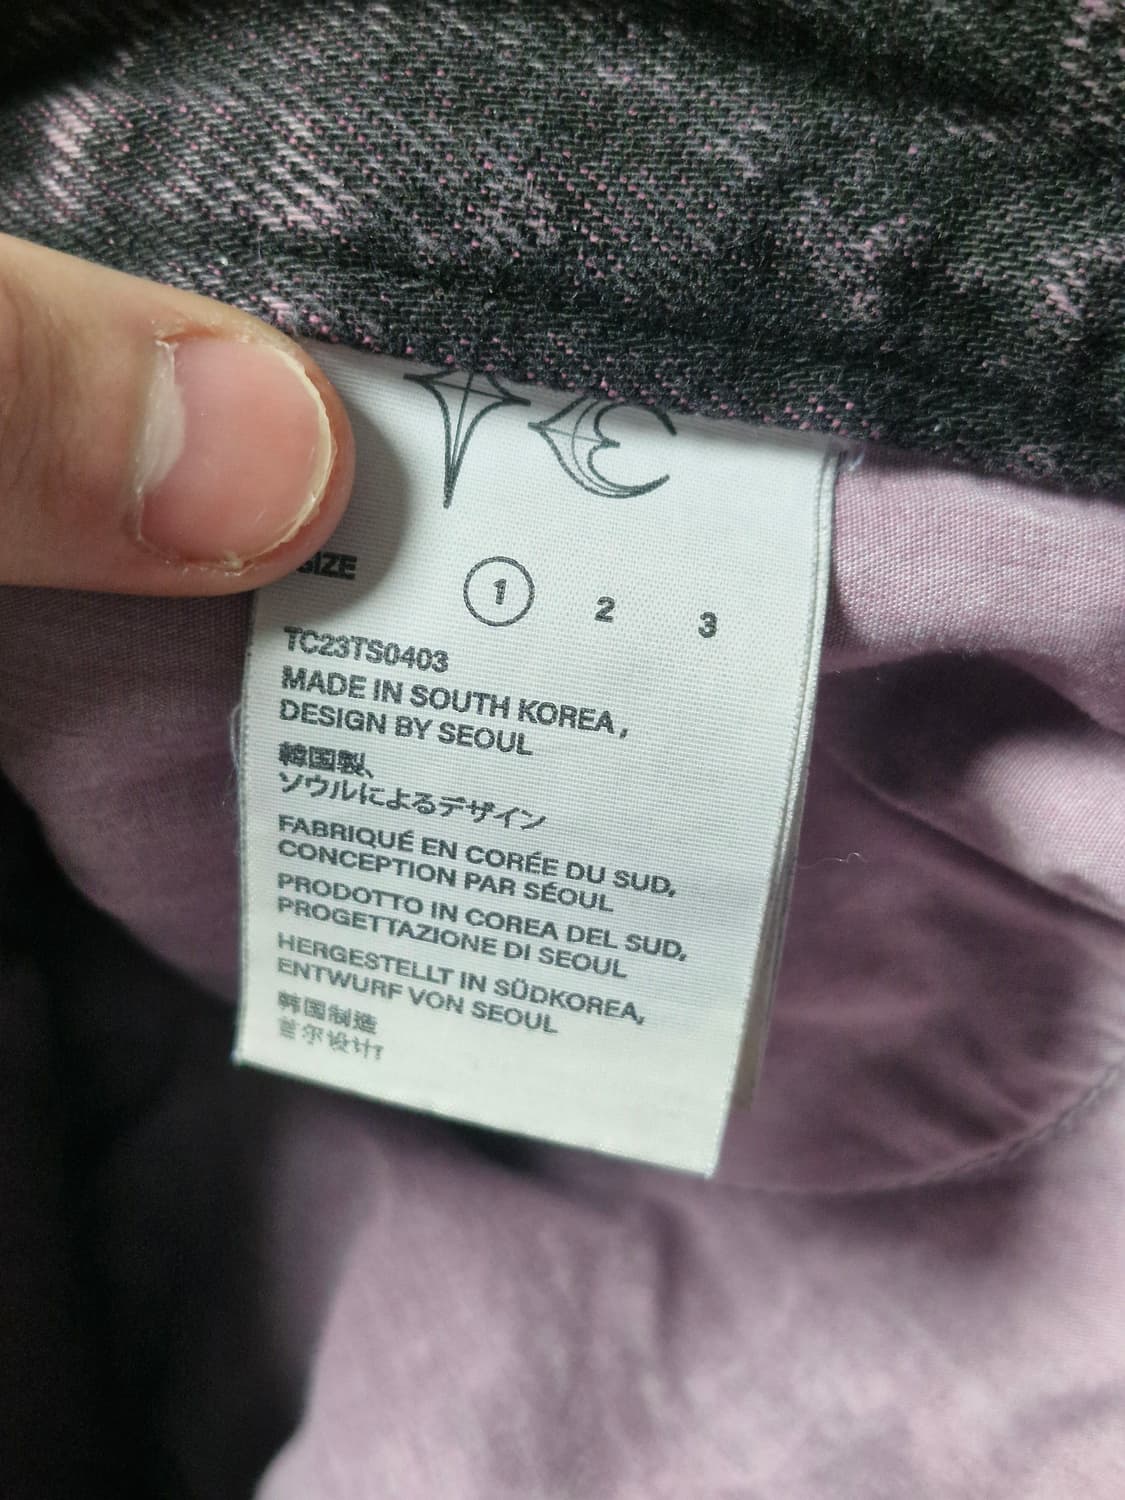 SIZE 1 2 3
TC23TS0403
MADE IN SOUTH KOREA,
DESIGN BY SEOUL
韓国製、
ソウルによるデザイン
FABRIQUÉ EN CORÉE DU SUD,
CONCEPTION PAR SÉOUL
PRODOTTO IN COREA DEL SUD,
PROGETTAZIONE DI SEOUL
HERGESTELLT IN SÜDKOREA,
ENTWURF VON SEOUL
韩国制造
首尔设计T